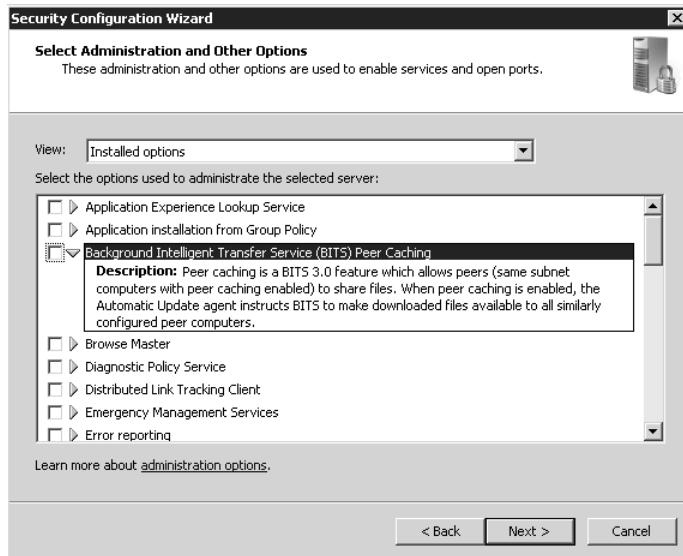 Security Configuration Wizard
Select Administration and Other Options
These administration and other options are used to enable services and open ports.
View:
Installed options
Select the options used to administrate the selected server:
Application Experience Lookup Service
Application installation from Group Policy
Background Intelligent Transfer Service (BITS) Peer Caching
Description: Peer caching is a BITS 3.0 feature which allows peers (same subnet
computers with peer caching enabled) to share files. When peer caching is enabled, the
Automatic Update agent instructs BITS to make downloaded files available to all similarly
configured peer computers.
Browse Master
Diagnostic Policy Service
Distributed Link Tracking Client
Emergency Management Services
Error reporting
Learn more about administration options.
< Back
Next >
Cancel